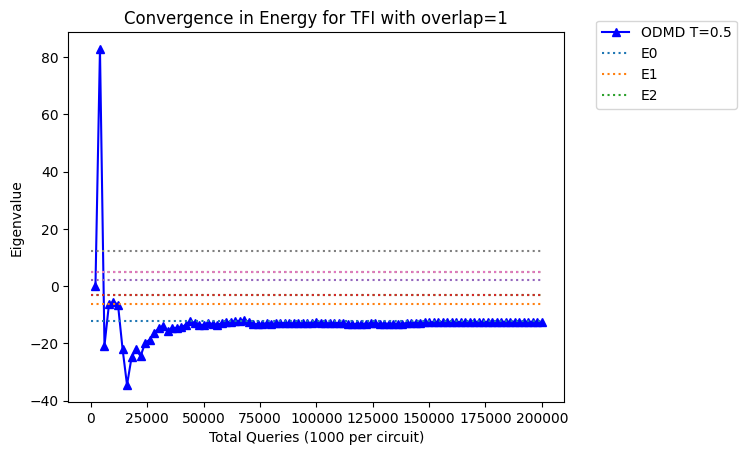 Convergence in Energy for TFI with overlap=1
ODMD T=0.5
E0
E1
E2
80
60
40
20
0
−20
−40
Eigenvalue
0 25000 50000 75000 100000 125000 150000 175000 200000
Total Queries (1000 per circuit)